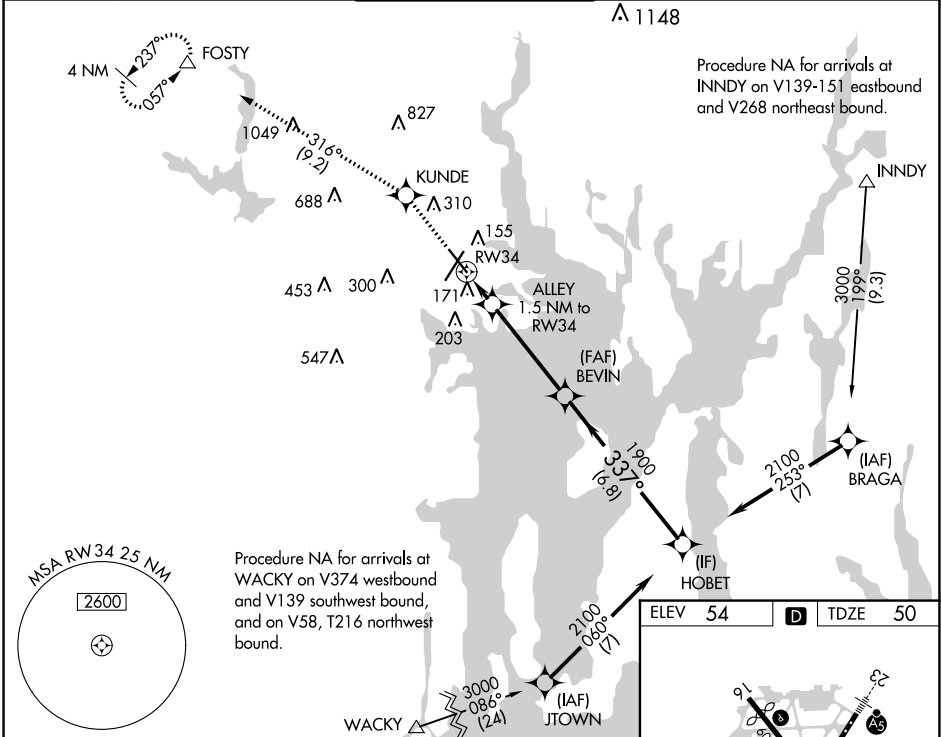 1148
237°
FOSTY
4 NM
057°
Procedure NA for arrivals at
INNDY on V139-151 eastbound
and V268 northeast bound.
827
1049
316°
(9.2)
INNDY
KUNDE
688
310
155
RW34
3000
199°
(9.3)
453
300
171
ALLEY
1.5 NM to
RW34
203
547
(FAF)
BEVIN
1900
337°
(6.8)
2100
253°
(7)
(IAF)
BRAGA
(IF)
HOBET
MSA RW34 25 NM
2600
Procedure NA for arrivals at
WACKY on V374 westbound
and V139 southwest bound,
and on V58, T216 northwest
bound.
2100
060°
(7)
ELEV 54 D TDZE 50
3000
086°
(24)
(IAF)
JTOWN
WACKY
16
23
P
A5